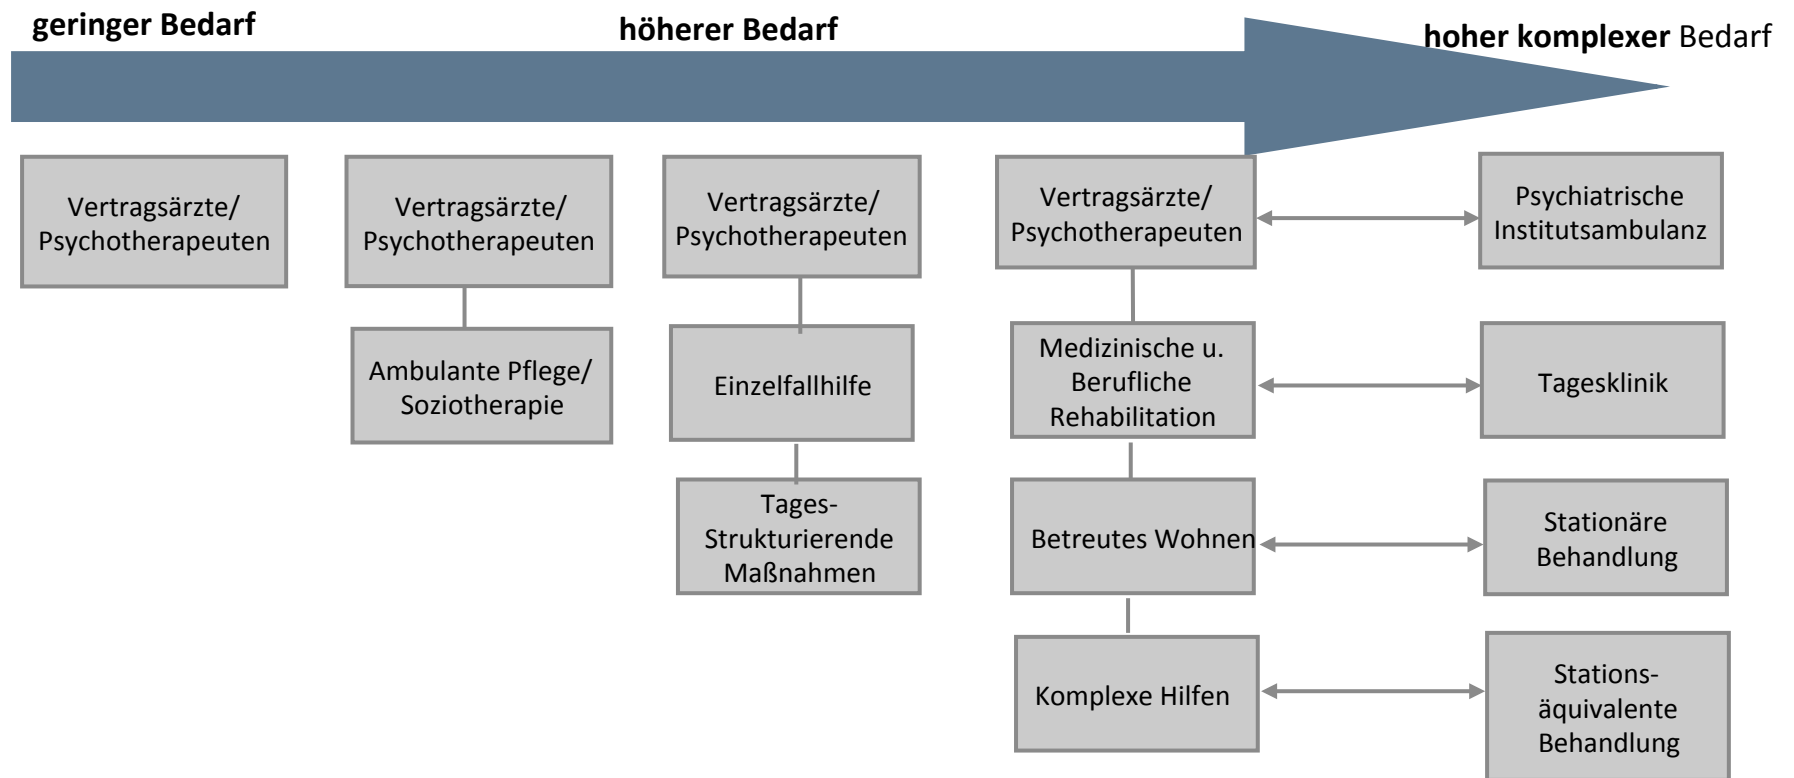 geringer Bedarf
höherer Bedarf
hoher komplexer Bedarf
Vertragsärzte/
Psychotherapeuten
Vertragsärzte/
Psychotherapeuten
Vertragsärzte/
Psychotherapeuten
Vertragsärzte/
Psychotherapeuten
Psychiatrische
Institutsambulanz
Ambulante Pflege/
Soziotherapie
Einzelfallhilfe
Medizinische u.
Berufliche
Rehabilitation
Tagesklinik
Tages-
Strukturierende
Maßnahmen
Betreutes Wohnen
Stationäre
Behandlung
Komplexe Hilfen
Stations-
äquivalente
Behandlung